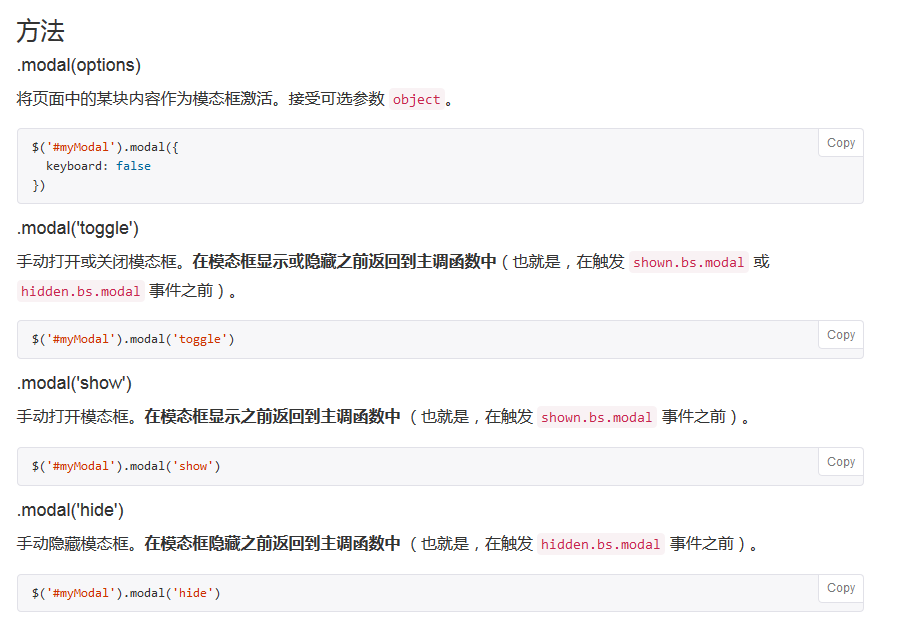 方法
.modal(options)
将页面中的某块内容作为模态框激活。接受可选参数 object 。
Copy
$('#myModal').modal({
  keyboard: false
})
.modal('toggle')
手动打开或关闭模态框。在模态框显示或隐藏之前返回到主调函数中（也就是，在触发 shown.bs.modal 或
hidden.bs.modal 事件之前）。
Copy
$('#myModal').modal('toggle')
.modal('show')
手动打开模态框。在模态框显示之前返回到主调函数中 （也就是，在触发 shown.bs.modal 事件之前）。
Copy
$('#myModal').modal('show')
.modal('hide')
手动隐藏模态框。在模态框隐藏之前返回到主调函数中 （也就是，在触发 hidden.bs.modal 事件之前）。
Copy
$('#myModal').modal('hide')